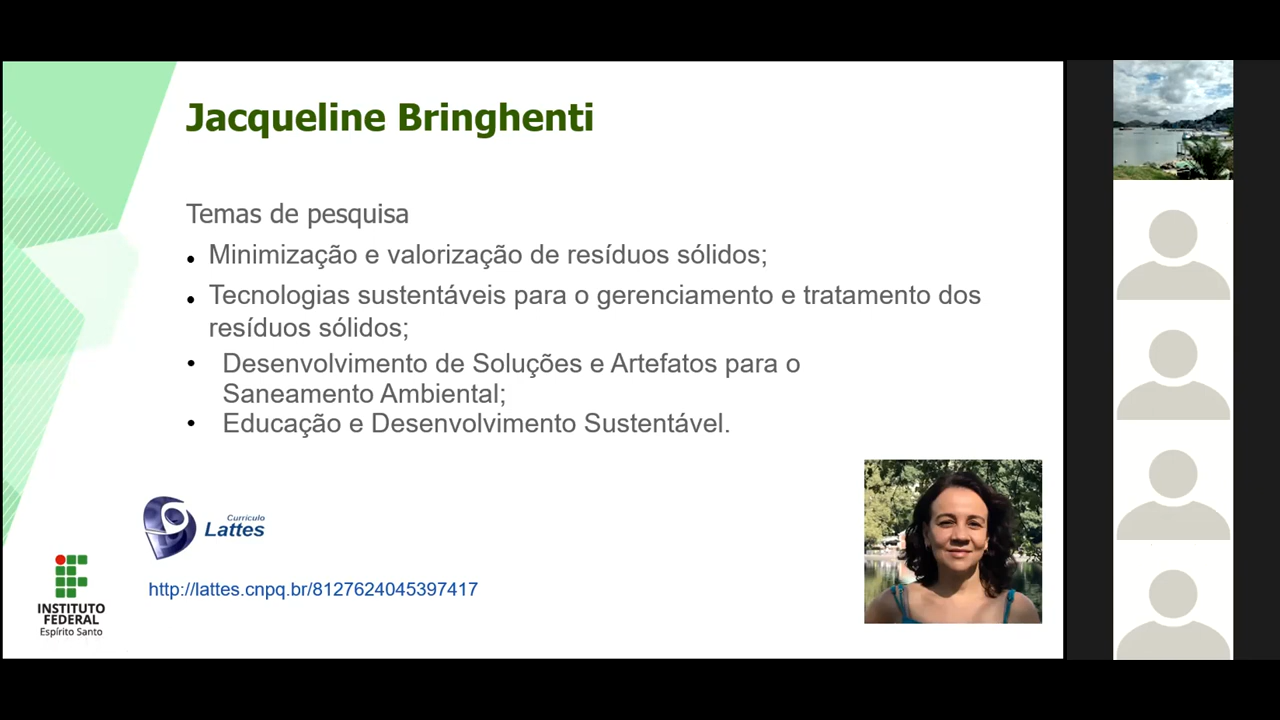 Jacqueline Bringhenti
Temas de pesquisa
• Minimização e valorização de resíduos sólidos;
• Tecnologias sustentáveis para o gerenciamento e tratamento dos
resíduos sólidos;
• Desenvolvimento de Soluções e Artefatos para o
Saneamento Ambiental;
• Educação e Desenvolvimento Sustentável.
Currículo
Lattes
http://lattes.cnpq.br/8127624045397417
INSTITUTO
FEDERAL
Espírito Santo